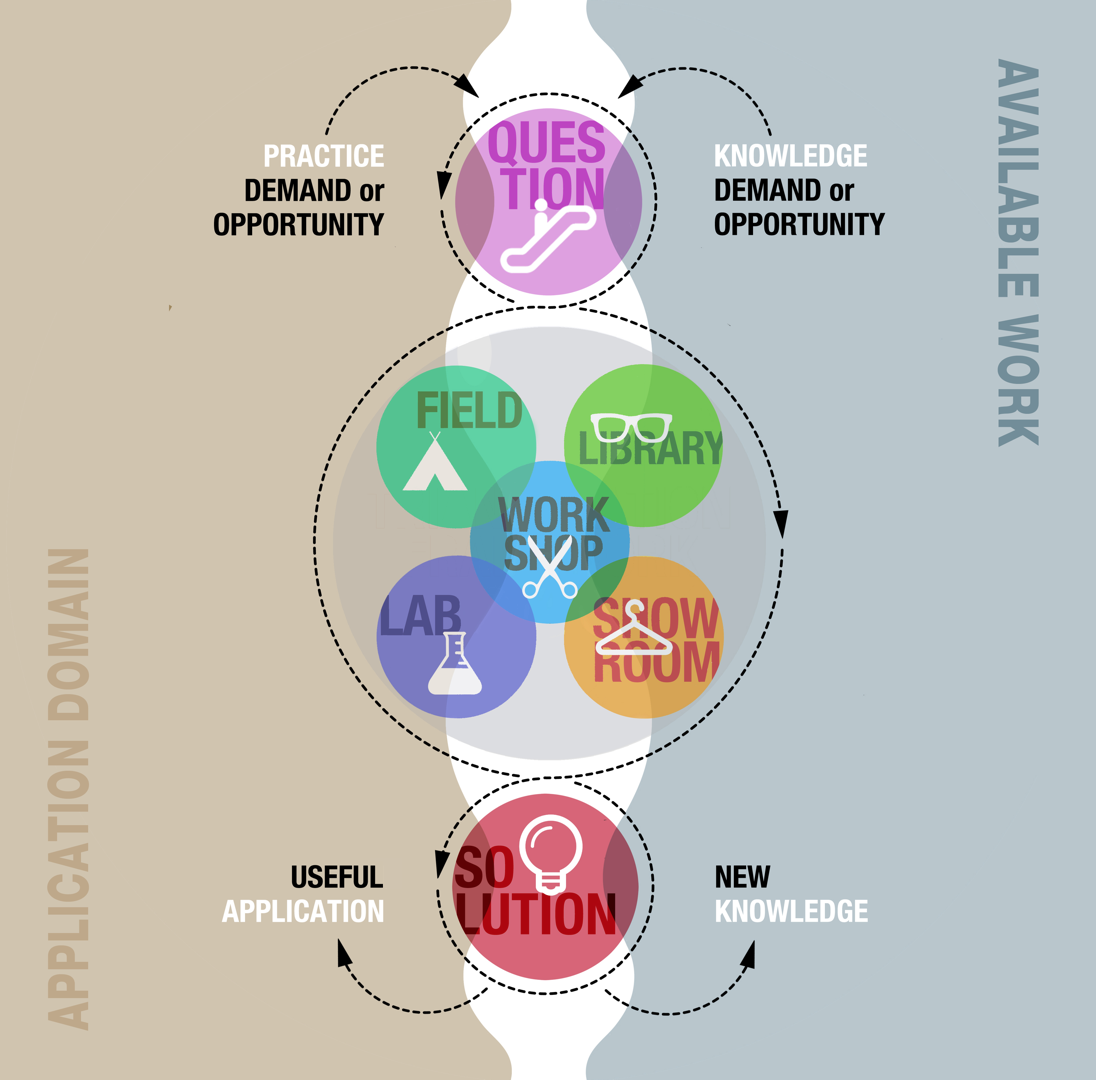 QUES
TION
PRACTICE
DEMAND or
OPPORTUNITY
KNOWLEDGE
DEMAND or
OPPORTUNITY
AVAILABLE WORK
FIELD
LIBRARY
WORK
SHOP
LAB
SHOW
ROOM
APPLICATION DOMAIN
SO
LUTION
USEFUL
APPLICATION
NEW
KNOWLEDGE